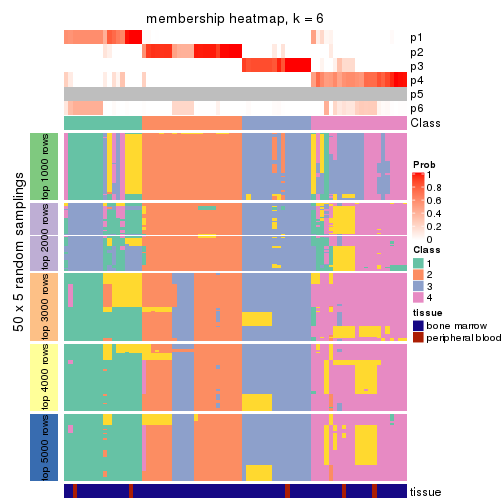 membership heatmap, k = 6
p1
p2
p3
p4
p5
p6
Class
50 x 5 random samplings
top 1000 rows
top 2000 rows
top 3000 rows
top 4000 rows
top 5000 rows
tissue
Prob
1
0.8
0.6
0.4
0.2
0
Class
1
2
3
4
tissue
bone marrow
peripheral blood